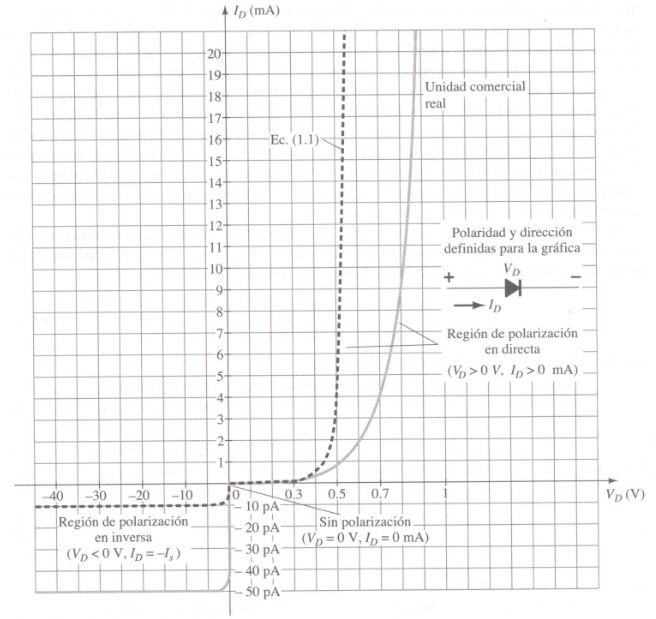 I_D (mA)
20
19
18
17
16
15
14
13
12
11
10
9
8
7
6
5
4
3
2
1
Unidad comercial
real
Ec. (1.1)
Polaridad y dirección
definidas para la gráfica
+ V_D −
I_D
Región de polarización
en directa
(V_D > 0 V, I_D > 0 mA)
−40 −30 −20 −10 0 0.3 0.5 0.7 1 V_D (V)
− 10 pA
− 20 pA
− 30 pA
− 40 pA
− 50 pA
Región de polarización
en inversa
(V_D < 0 V, I_D = −I_s)
Sin polarización
(V_D = 0 V, I_D = 0 mA)